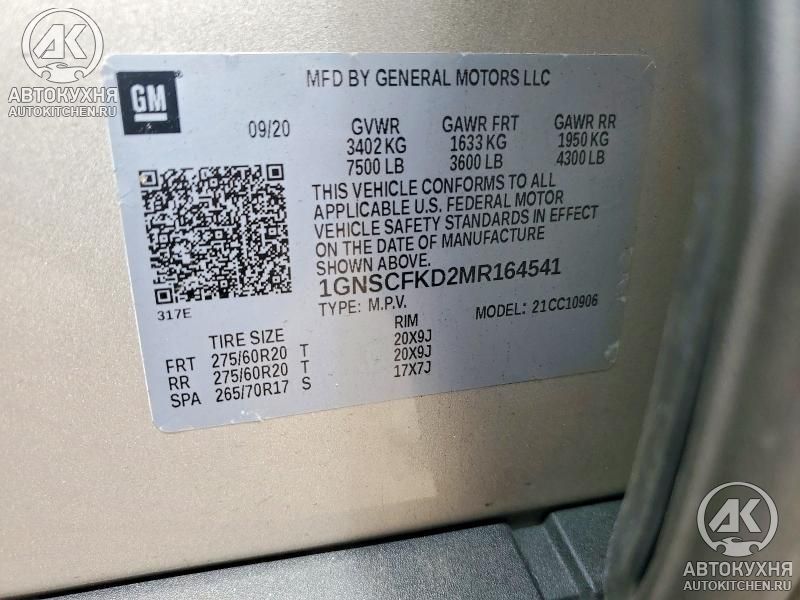 АК
АВТОКУХНЯ
AUTOKITCHEN.RU
GM
MFD BY GENERAL MOTORS LLC
09/20 GVWR GAWR FRT GAWR RR
3402 KG 1633 KG 1950 KG
7500 LB 3600 LB 4300 LB
THIS VEHICLE CONFORMS TO ALL
APPLICABLE U.S. FEDERAL MOTOR
VEHICLE SAFETY STANDARDS IN EFFECT
ON THE DATE OF MANUFACTURE
SHOWN ABOVE
1GNSCFKD2MR164541
317E
TYPE: M.P.V. MODEL: 21CC10906
TIRE SIZE RIM
FRT 275/60R20 T 20X9J
RR 275/60R20 T 20X9J
SPA 265/70R17 S 17X7J
АК
АВТОКУХНЯ
AUTOKITCHEN.RU